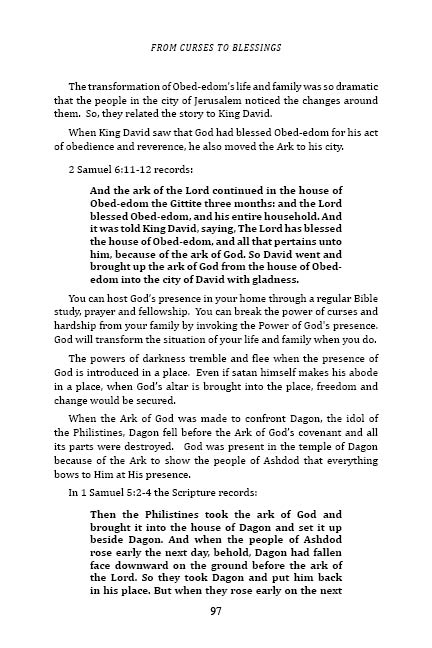 FROM CURSES TO BLESSINGS
The transformation of Obed-edom's life and family was so dramatic
that the people in the city of Jerusalem noticed the changes around
them. So, they related the story to King David.
When King David saw that God had blessed Obed-edom for his act
of obedience and reverence, he also moved the Ark to his city.
2 Samuel 6:11-12 records:
And the ark of the Lord continued in the house of
Obed-edom the Gittite three months: and the Lord
blessed Obed-edom, and his entire household. And
it was told King David, saying, The Lord has blessed
the house of Obed-edom, and all that pertains unto
him, because of the ark of God. So David went and
brought up the ark of God from the house of Obed-
edom into the city of David with gladness.
You can host God's presence in your home through a regular Bible
study, prayer and fellowship. You can break the power of curses and
hardship from your family by invoking the Power of God's presence.
God will transform the situation of your life and family when you do.
The powers of darkness tremble and flee when the presence of
God is introduced in a place. Even if satan himself makes his abode
in a place, when God's altar is brought into the place, freedom and
change would be secured.
When the Ark of God was made to confront Dagon, the idol of
the Philistines, Dagon fell before the Ark of God's covenant and all
its parts were destroyed. God was present in the temple of Dagon
because of the Ark to show the people of Ashdod that everything
bows to Him at His presence.
In 1 Samuel 5:2-4 the Scripture records:
Then the Philistines took the ark of God and
brought it into the house of Dagon and set it up
beside Dagon. And when the people of Ashdod
rose early the next day, behold, Dagon had fallen
face downward on the ground before the ark of
the Lord. So they took Dagon and put him back
in his place. But when they rose early on the next
97